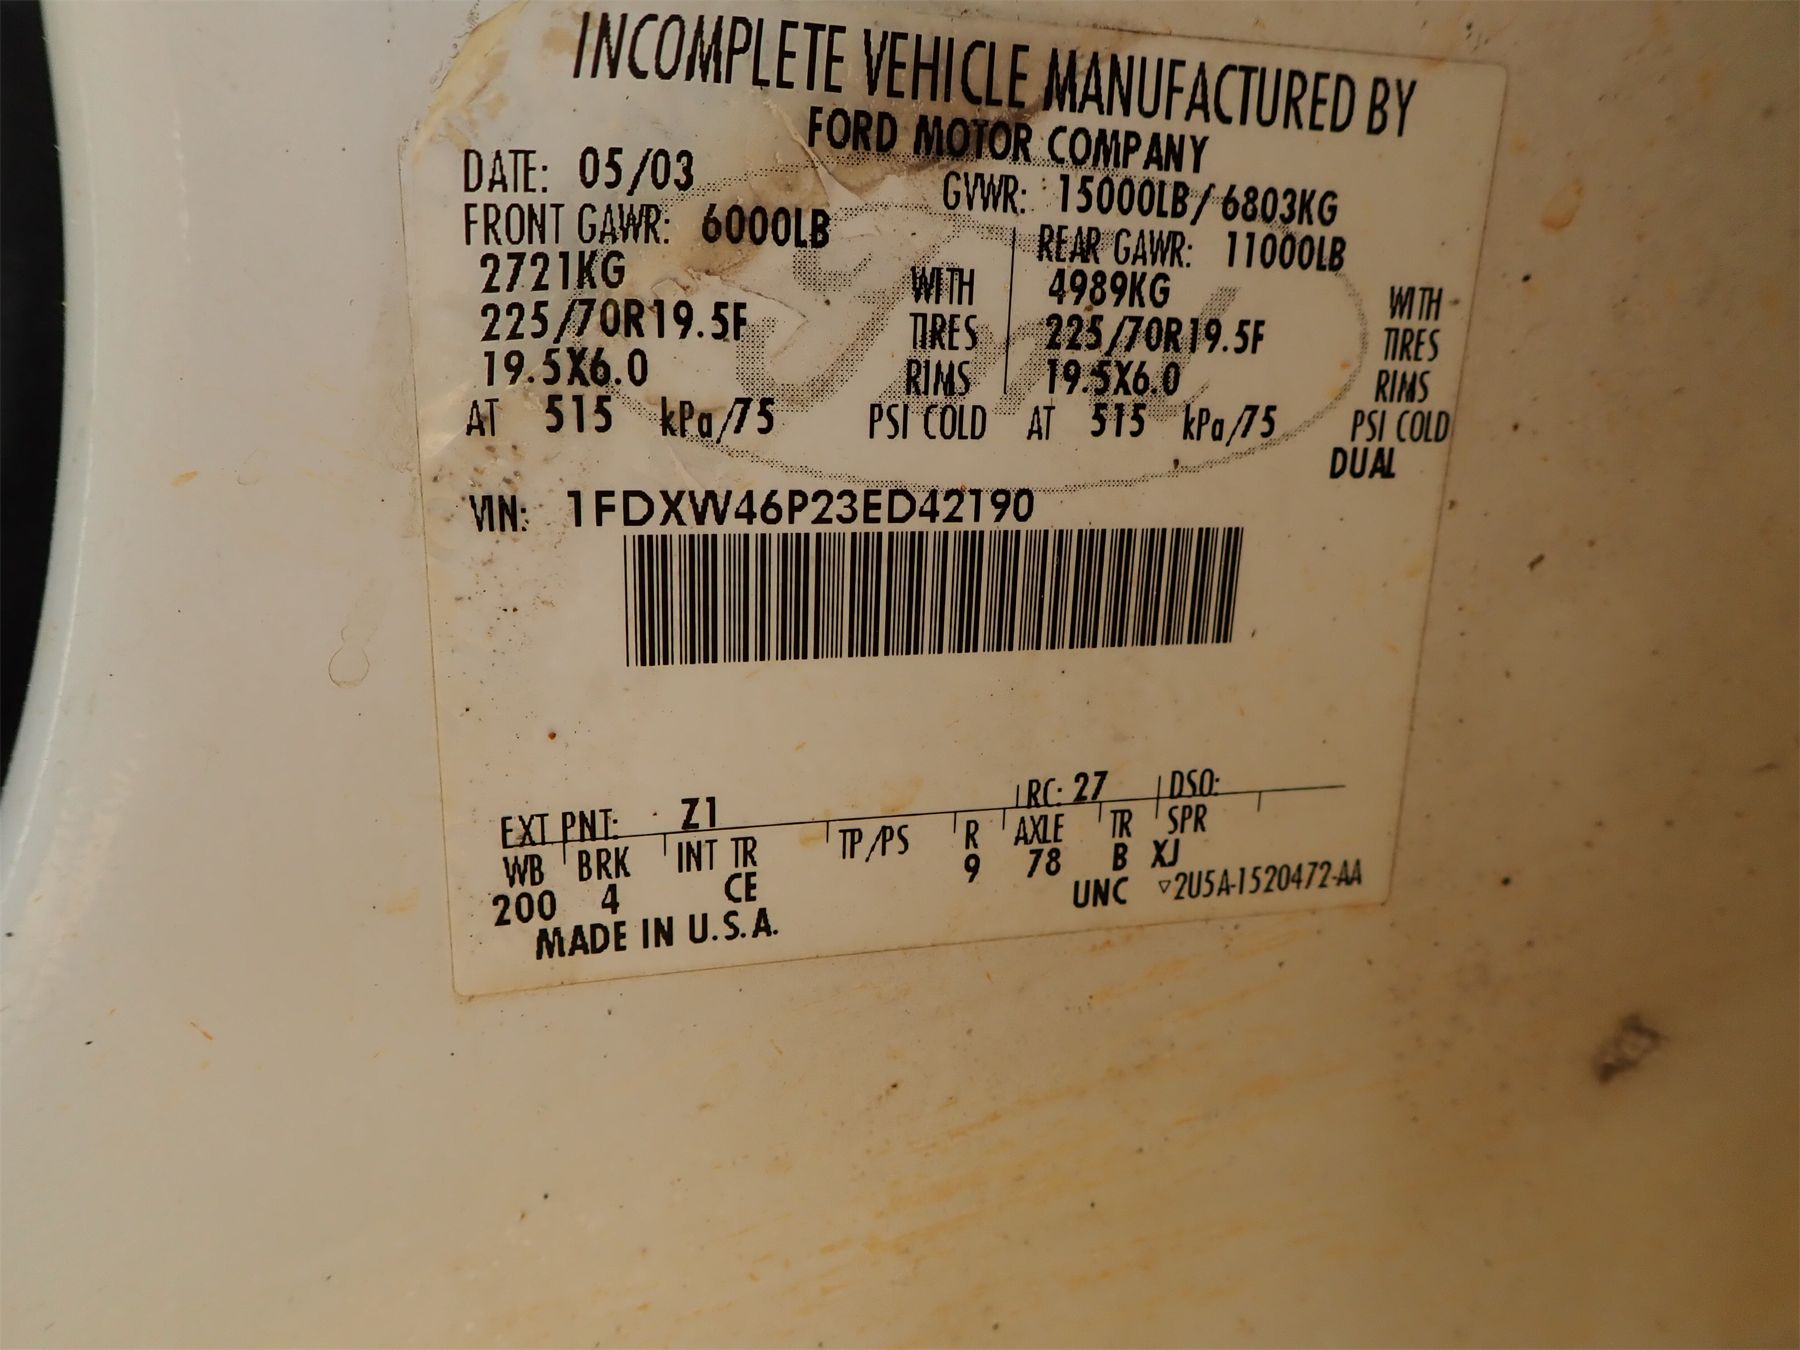 INCOMPLETE VEHICLE MANUFACTURED BY
FORD MOTOR COMPANY
DATE: 05/03
GVWR: 15000LB / 6803KG
FRONT GAWR: 6000LB
REAR GAWR: 11000LB
2721KG WITH 4989KG WITH
225/70R19.5F TIRES 225/70R19.5F TIRES
19.5X6.0 RIMS 19.5X6.0 RIMS
AT 515 kPa/75 PSI COLD AT 515 kPa/75 PSI COLD
DUAL
Ford
VIN: 1FDXW46P23ED42190
EXT PNT: Z1 RC: 27 DSO:
WB BRK INT TR TP/PS R AXLE TR SPR
200 4 CE 9 78 B XJ
MADE IN U.S.A. UNC ▽2U5A-1520472-AA